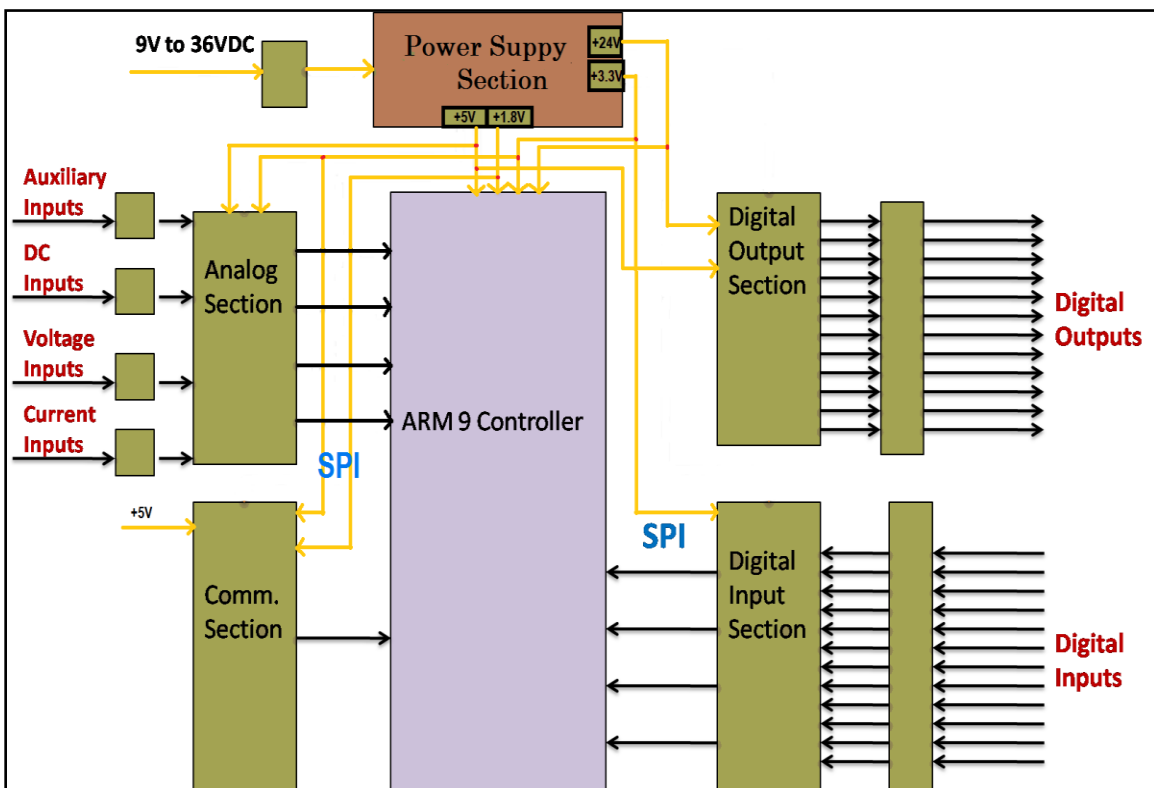 9V to 36VDC
Power Suppy
Section
+24V
+3.3V
+5V
+1.8V
Auxiliary
Inputs
DC
Inputs
Voltage
Inputs
Current
Inputs
Analog
Section
SPI
ARM 9 Controller
Digital
Output
Section
Digital
Outputs
+5V
Comm.
Section
SPI
Digital
Input
Section
Digital
Inputs